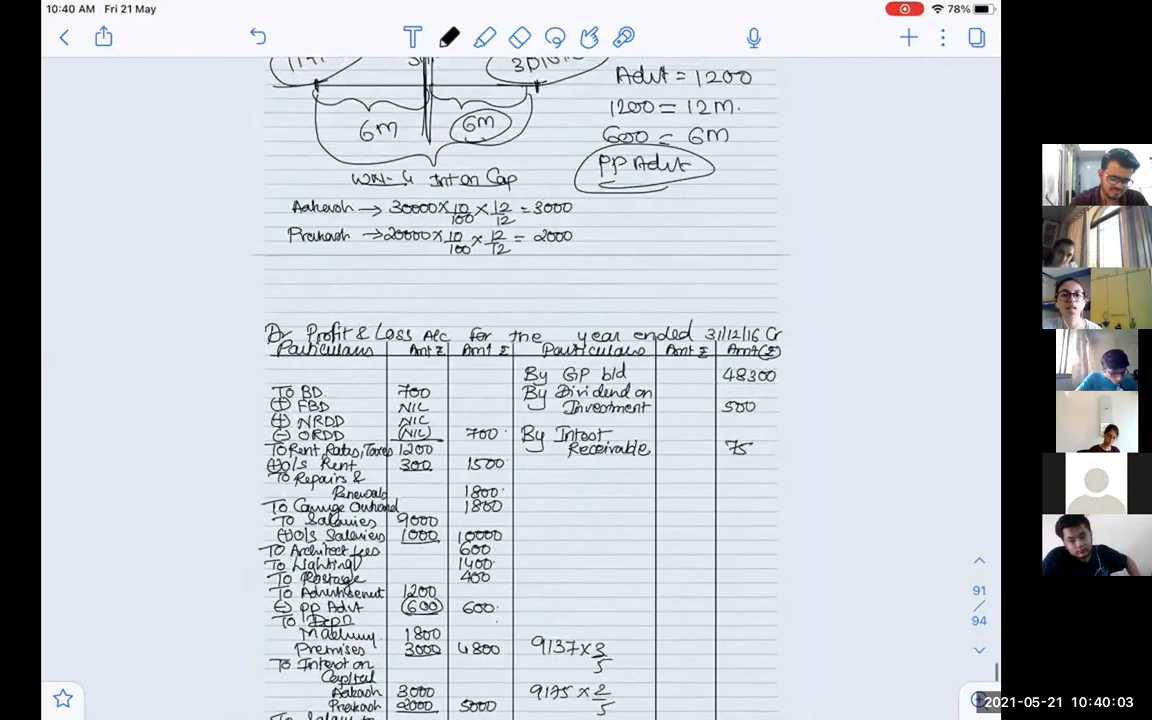 10:40 AM Fri 21 May
78%
Advt = 1200
1200 = 12M.
600 = 6M
PP Advt
6M
6M
WN-4 Int on Cap
Aakash → 30000 × 10/100 × 12/12 = 3000
Prakash → 20000 × 10/100 × 12/12 = 2000
Dr Profit & Loss A/c for the year ended 31/12/16 Cr
Particulars Amt ₹ Amt ₹ Particulars Amt ₹ Amt (₹)
By GP b/d 48300
To BD. 700 By Dividend on
(+) FBD NIL Investment 500
(+) NRDD NIL
(-) ORDD (NIL) 700 By Intest
To Rent, Rates, Taxes 1200 Receivable 75
(+) o/s Rent 300 1500
To Repairs &
Renewals 1800
To Carriage Outward 1800
To Salaries 9000
(+) o/s Salaries 1000 10000
To Architect fees 600
To Lighting 1400
To Postage 400
To Advertisement 1200
(-) PP Advt (600) 600
To Depn
Machinery 1800
Premises 3000 4800 9137 × 3/5
To Interest on
Capital
Aakash 3000 9175 × 2/5
Prakash 2000 5000
To Salary to
91
/
94
2021-05-21 10:40:03